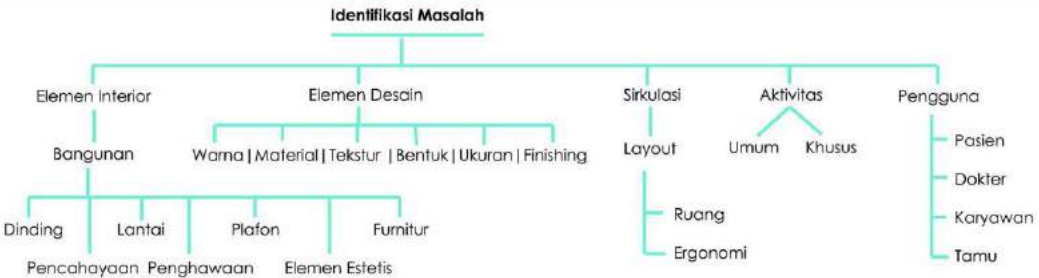 Identifikasi Masalah
Elemen Interior
Elemen Desain
Sirkulasi
Aktivitas
Pengguna
Bangunan
Warna | Material | Tekstur | Bentuk | Ukuran | Finishing
Layout
Umum
Khusus
Pasien
Dokter
Karyawan
Tamu
Ruang
Ergonomi
Dinding
Lantai
Plafon
Furnitur
Pencahayaan
Penghawaan
Elemen Estetis